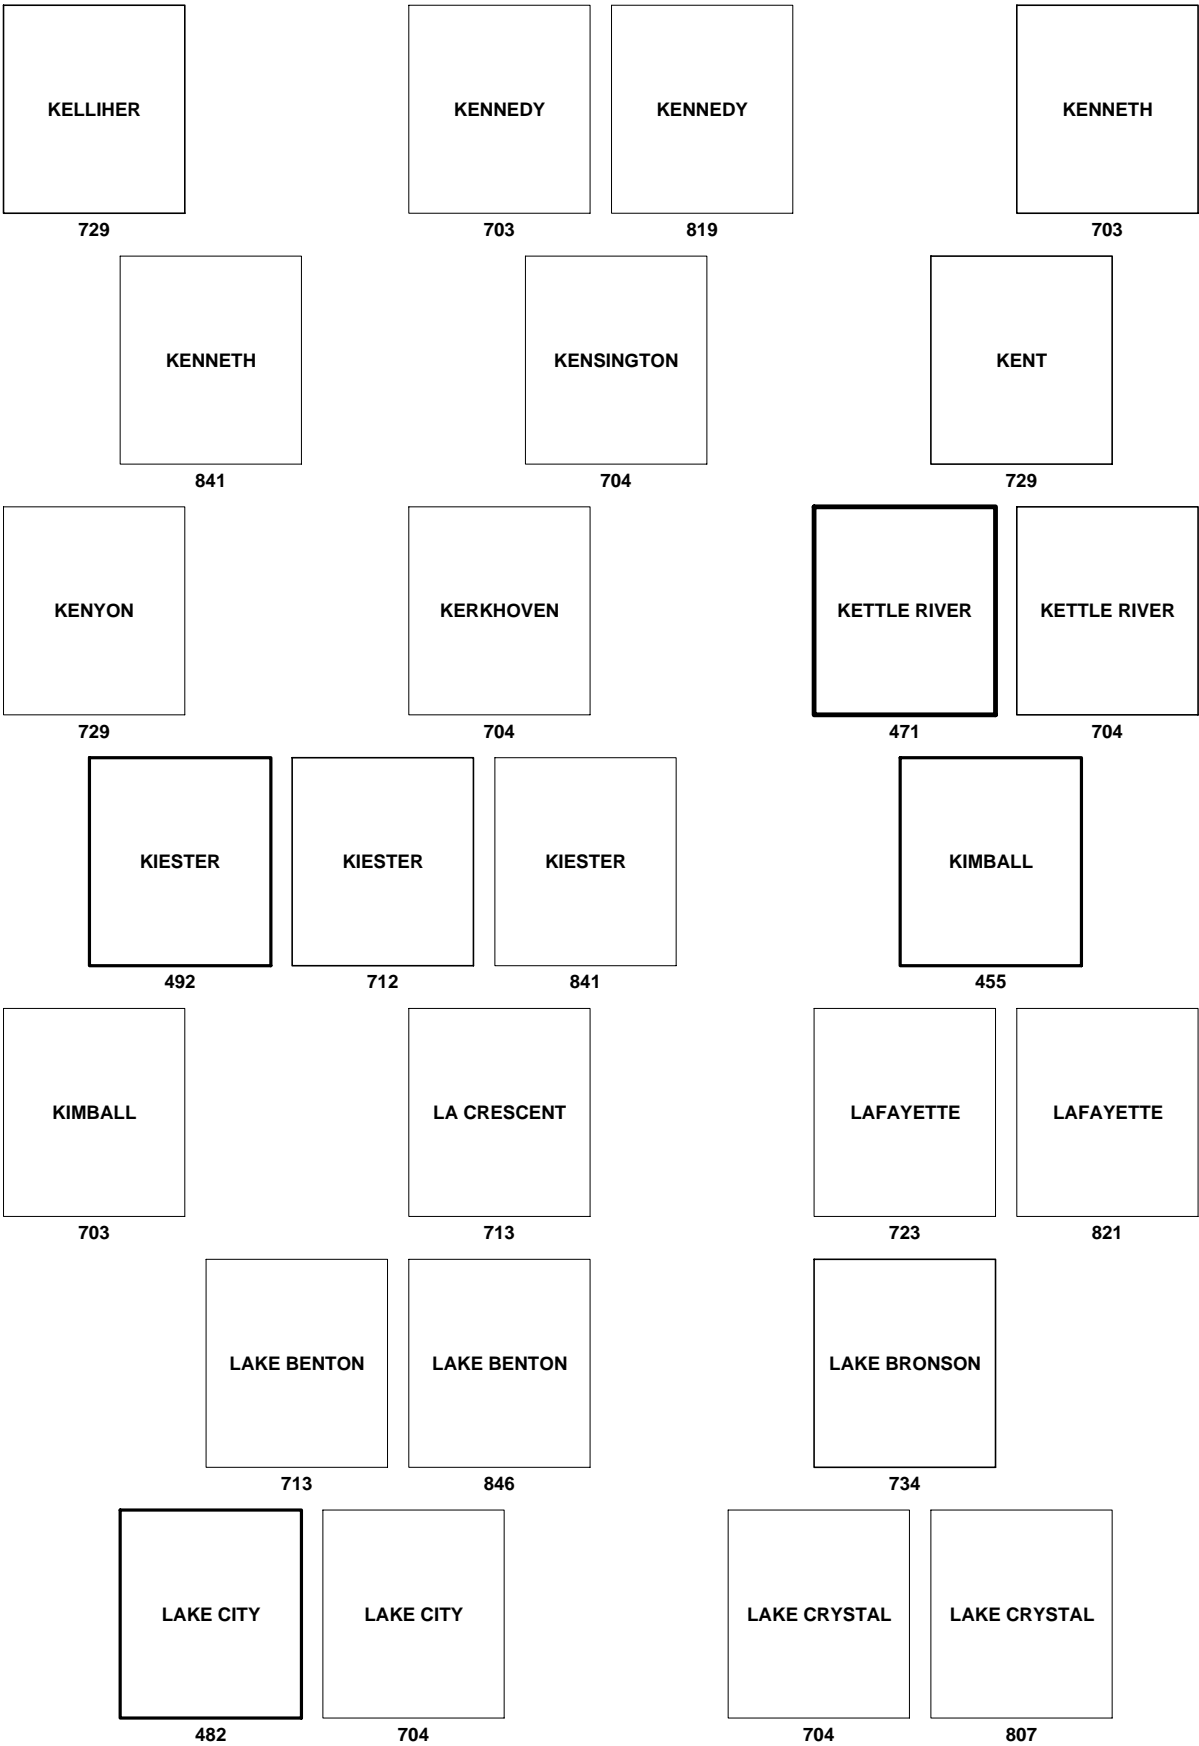 KELLIHER KENNEDY KENNEDY KENNETH
729 703 819 703
KENNETH KENSINGTON KENT
841 704 729
KENYON KERKHOVEN KETTLE RIVER KETTLE RIVER
729 704 471 704
KIESTER KIESTER KIESTER KIMBALL
492 712 841 455
KIMBALL LA CRESCENT LAFAYETTE LAFAYETTE
703 713 723 821
LAKE BENTON LAKE BENTON LAKE BRONSON
713 846 734
LAKE CITY LAKE CITY LAKE CRYSTAL LAKE CRYSTAL
482 704 704 807